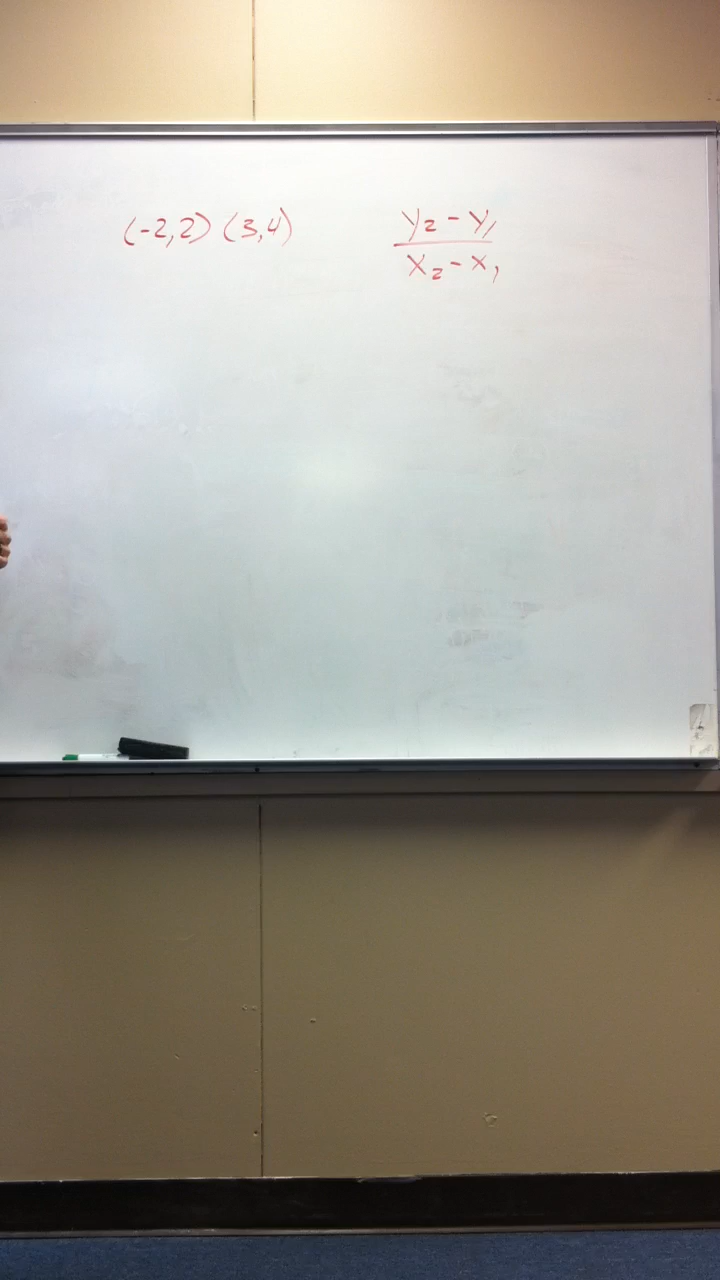 (-2,2) (3,4)
y₂ - y₁
x₂ - x₁